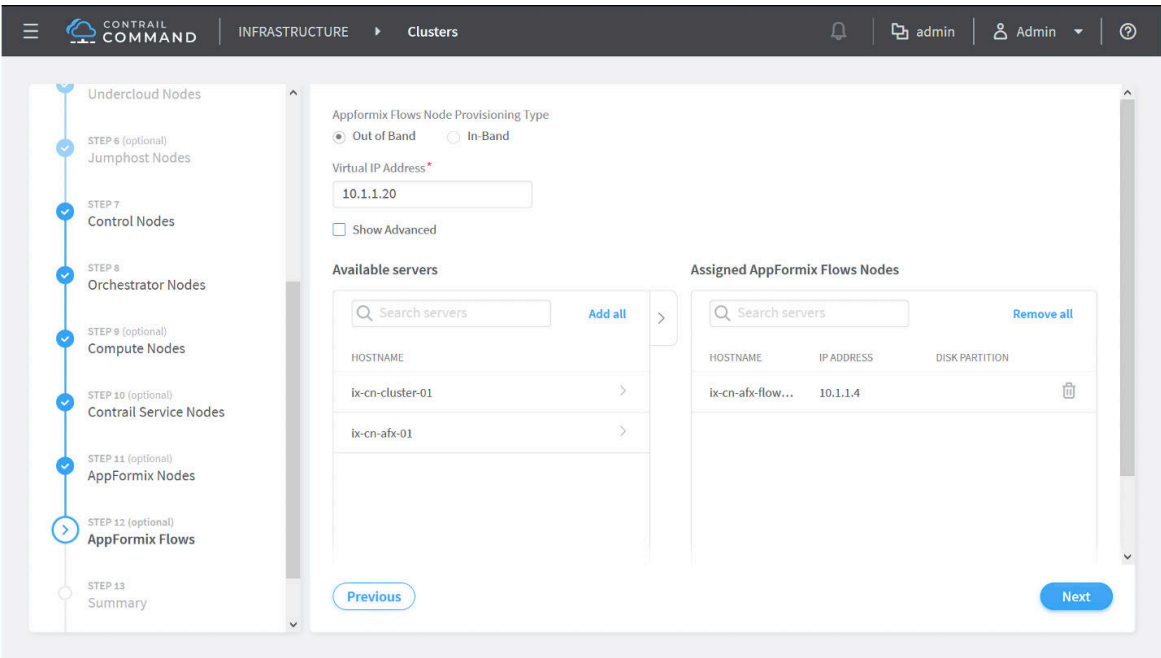 CONTRAIL
COMMAND
INFRASTRUCTURE
Clusters
admin
Admin
Undercloud Nodes
STEP 6 (optional)
Jumphost Nodes
STEP 7
Control Nodes
STEP 8
Orchestrator Nodes
STEP 9 (optional)
Compute Nodes
STEP 10 (optional)
Contrail Service Nodes
STEP 11 (optional)
AppFormix Nodes
STEP 12 (optional)
AppFormix Flows
STEP 13
Summary
Appformix Flows Node Provisioning Type
Out of Band In-Band
Virtual IP Address*
10.1.1.20
Show Advanced
Available servers
Search servers Add all
HOSTNAME
ix-cn-cluster-01
ix-cn-afx-01
Assigned AppFormix Flows Nodes
Search servers Remove all
HOSTNAME IP ADDRESS DISK PARTITION
ix-cn-afx-flow... 10.1.1.4
Previous
Next